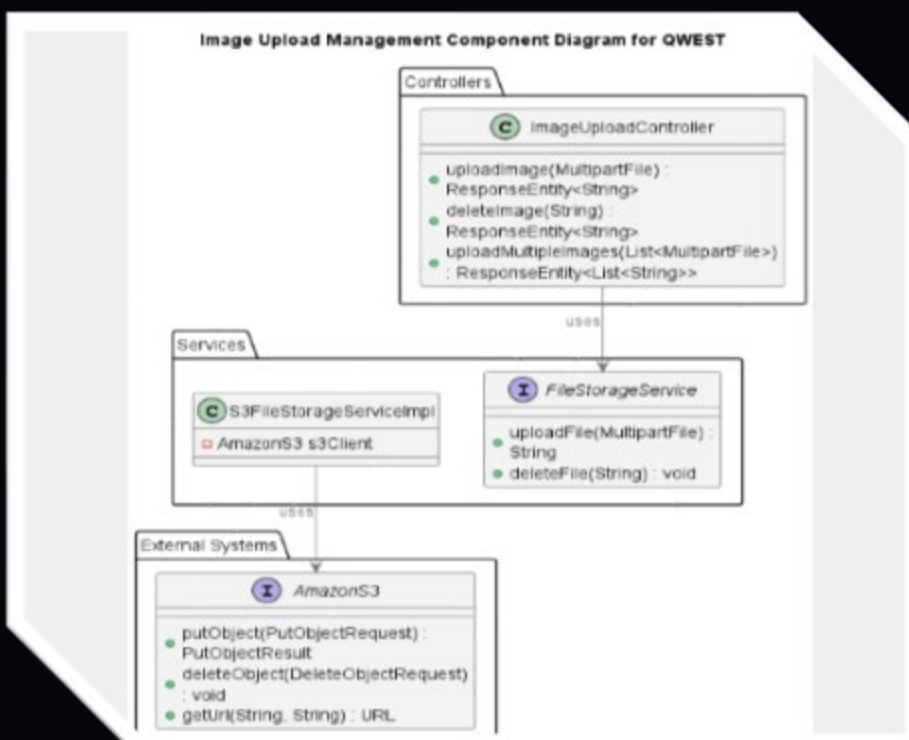 Image Upload Management Component Diagram for QWEST
Controllers
C ImageUploadController
uploadImage(MultipartFile) :
ResponseEntity<String>
deleteImage(String) :
ResponseEntity<String>
uploadMultipleImages(List<MultipartFile>)
: ResponseEntity<List<String>>
uses
Services
C S3FileStorageServiceImpl
AmazonS3 s3Client
I FileStorageService
uploadFile(MultipartFile) :
String
deleteFile(String) : void
uses
External Systems
I AmazonS3
putObject(PutObjectRequest) :
PutObjectResult
deleteObject(DeleteObjectRequest)
: void
getUrl(String, String) : URL